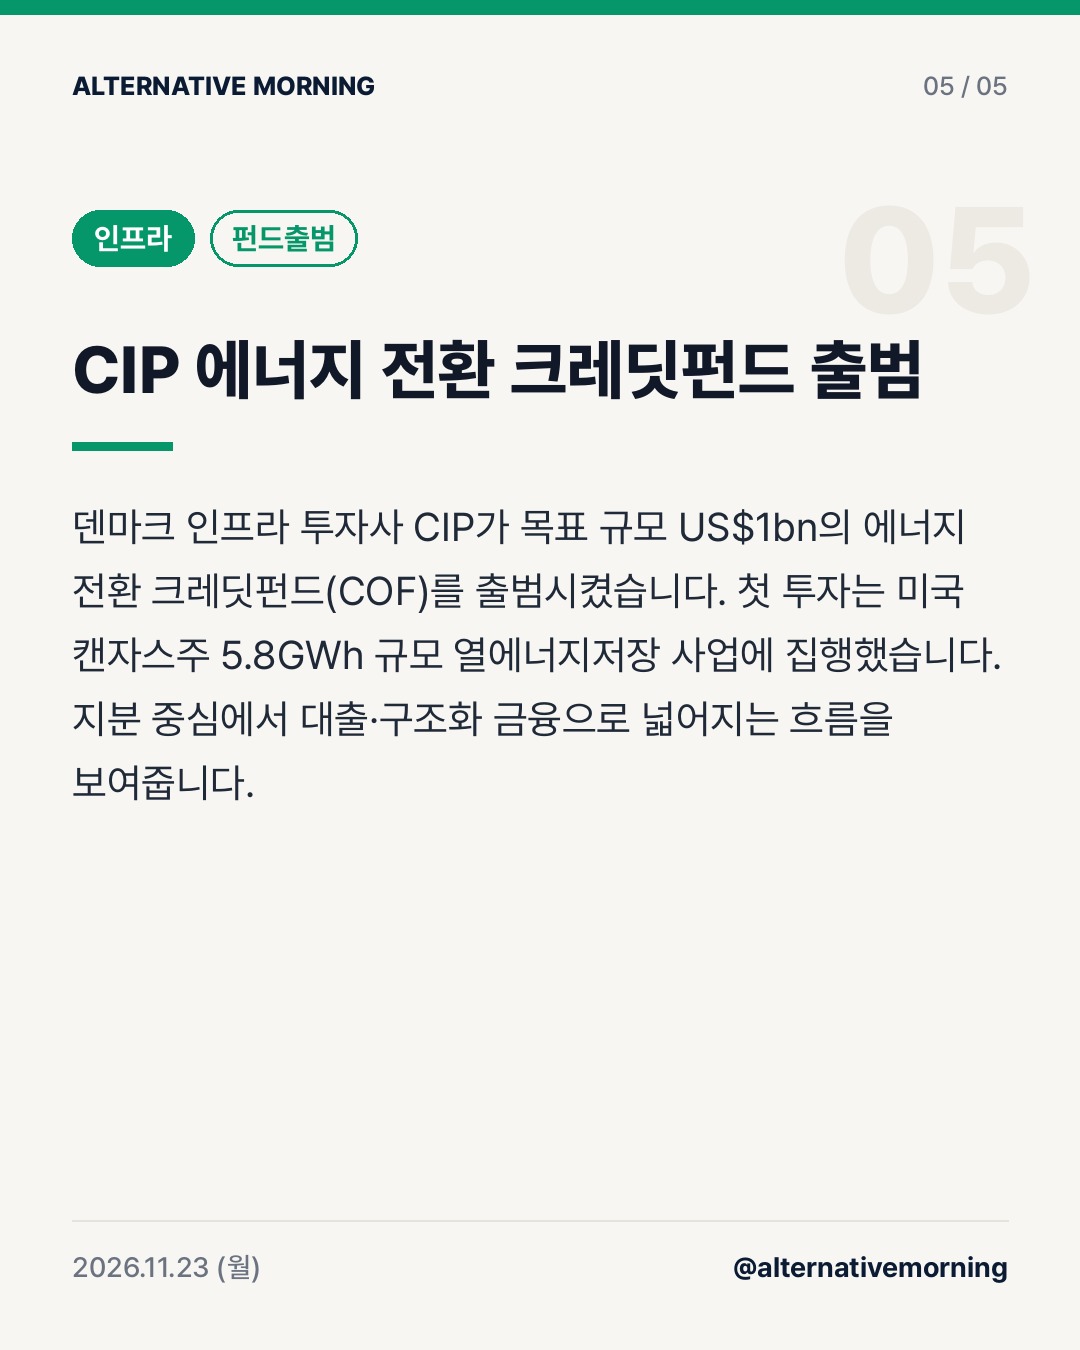 ALTERNATIVE MORNING
05 / 05
인프라
펀드출범
05
CIP 에너지 전환 크레딧펀드 출범
덴마크 인프라 투자사 CIP가 목표 규모 US$1bn의 에너지
전환 크레딧펀드(COF)를 출범시켰습니다. 첫 투자는 미국
캔자스주 5.8GWh 규모 열에너지저장 사업에 집행했습니다.
지분 중심에서 대출·구조화 금융으로 넓어지는 흐름을
보여줍니다.
2026.11.23 (월)
@alternativemorning